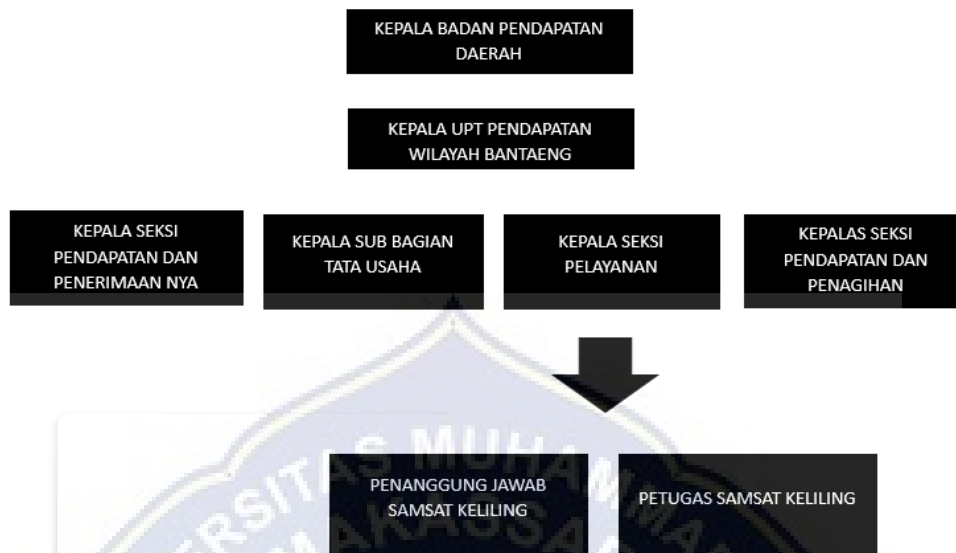 KEPALA BADAN PENDAPATAN
DAERAH
KEPALA UPT PENDAPATAN
WILAYAH BANTAENG
KEPALA SEKSI
PENDAPATAN DAN
PENERIMAAN NYA
KEPALA SUB BAGIAN
TATA USAHA
KEPALA SEKSI
PELAYANAN
KEPALAS SEKSI
PENDAPATAN DAN
PENAGIHAN
PENANGGUNG JAWAB
SAMSAT KELILING
PETUGAS SAMSAT KELILING